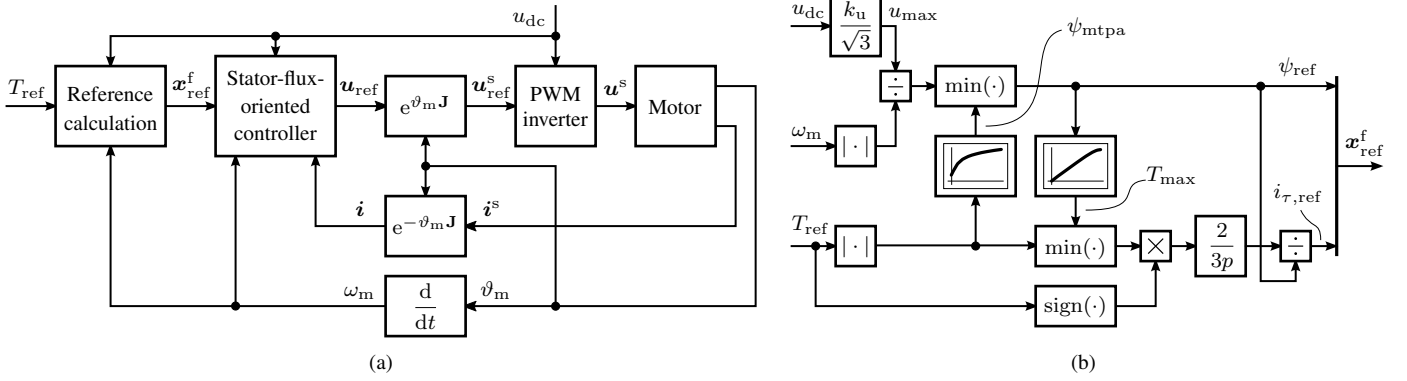 u_dc
T_ref
Reference
calculation
x^f_ref
Stator-flux-
oriented
controller
u_ref
e^{ϑ_m J}
u^s_ref
PWM
inverter
u^s
Motor
i
e^{−ϑ_m J}
i^s
ω_m
d
dt
ϑ_m
(a)
u_dc
k_u
√3
u_max
ψ_mtpa
÷
min(·)
ψ_ref
ω_m
| · |
x^f_ref
T_max
i_{τ,ref}
T_ref
| · |
min(·)
×
2
3p
÷
sign(·)
(b)